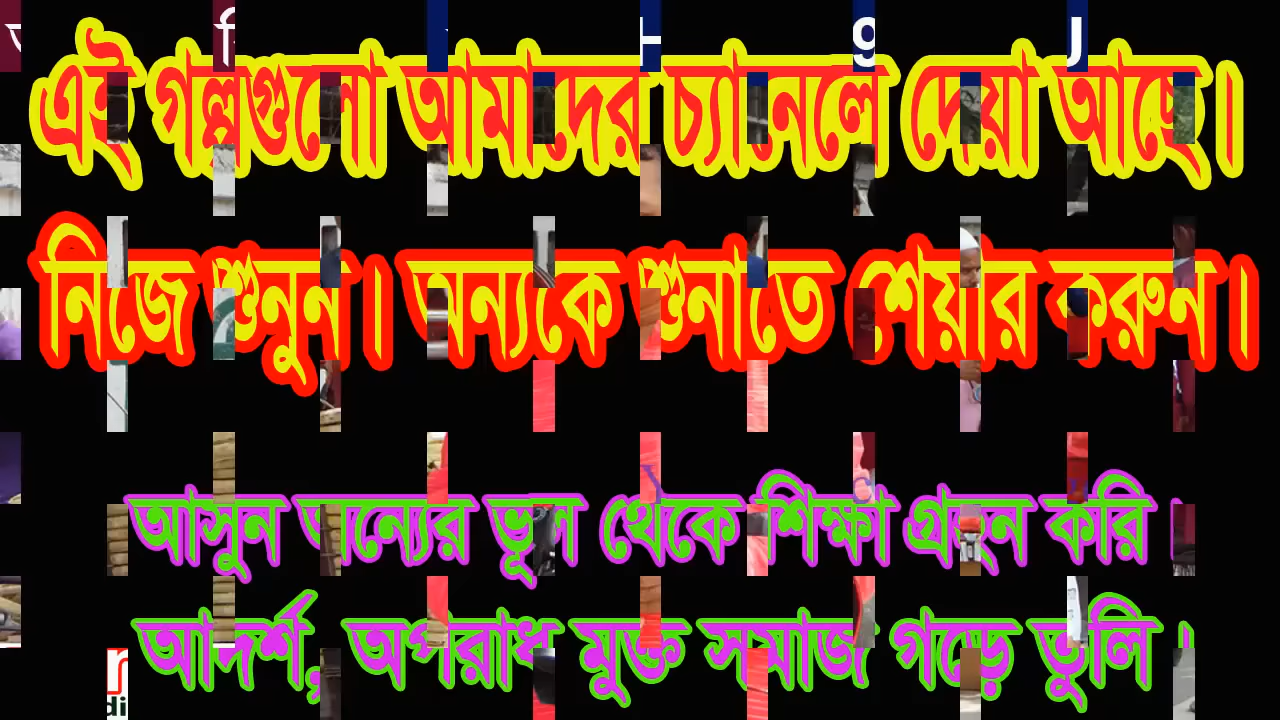 এই গল্পগুলো আমাদের চ্যানেলে দেয়া আছে।
নিজে শুনুন। অন্যকে শুনাতে শেয়ার করুন।
আসুন অন্যের ভূল থেকে শিক্ষা গ্রহন করি।
আদর্শ, অপরাধ মুক্ত সমাজ গড়ে তুলি।